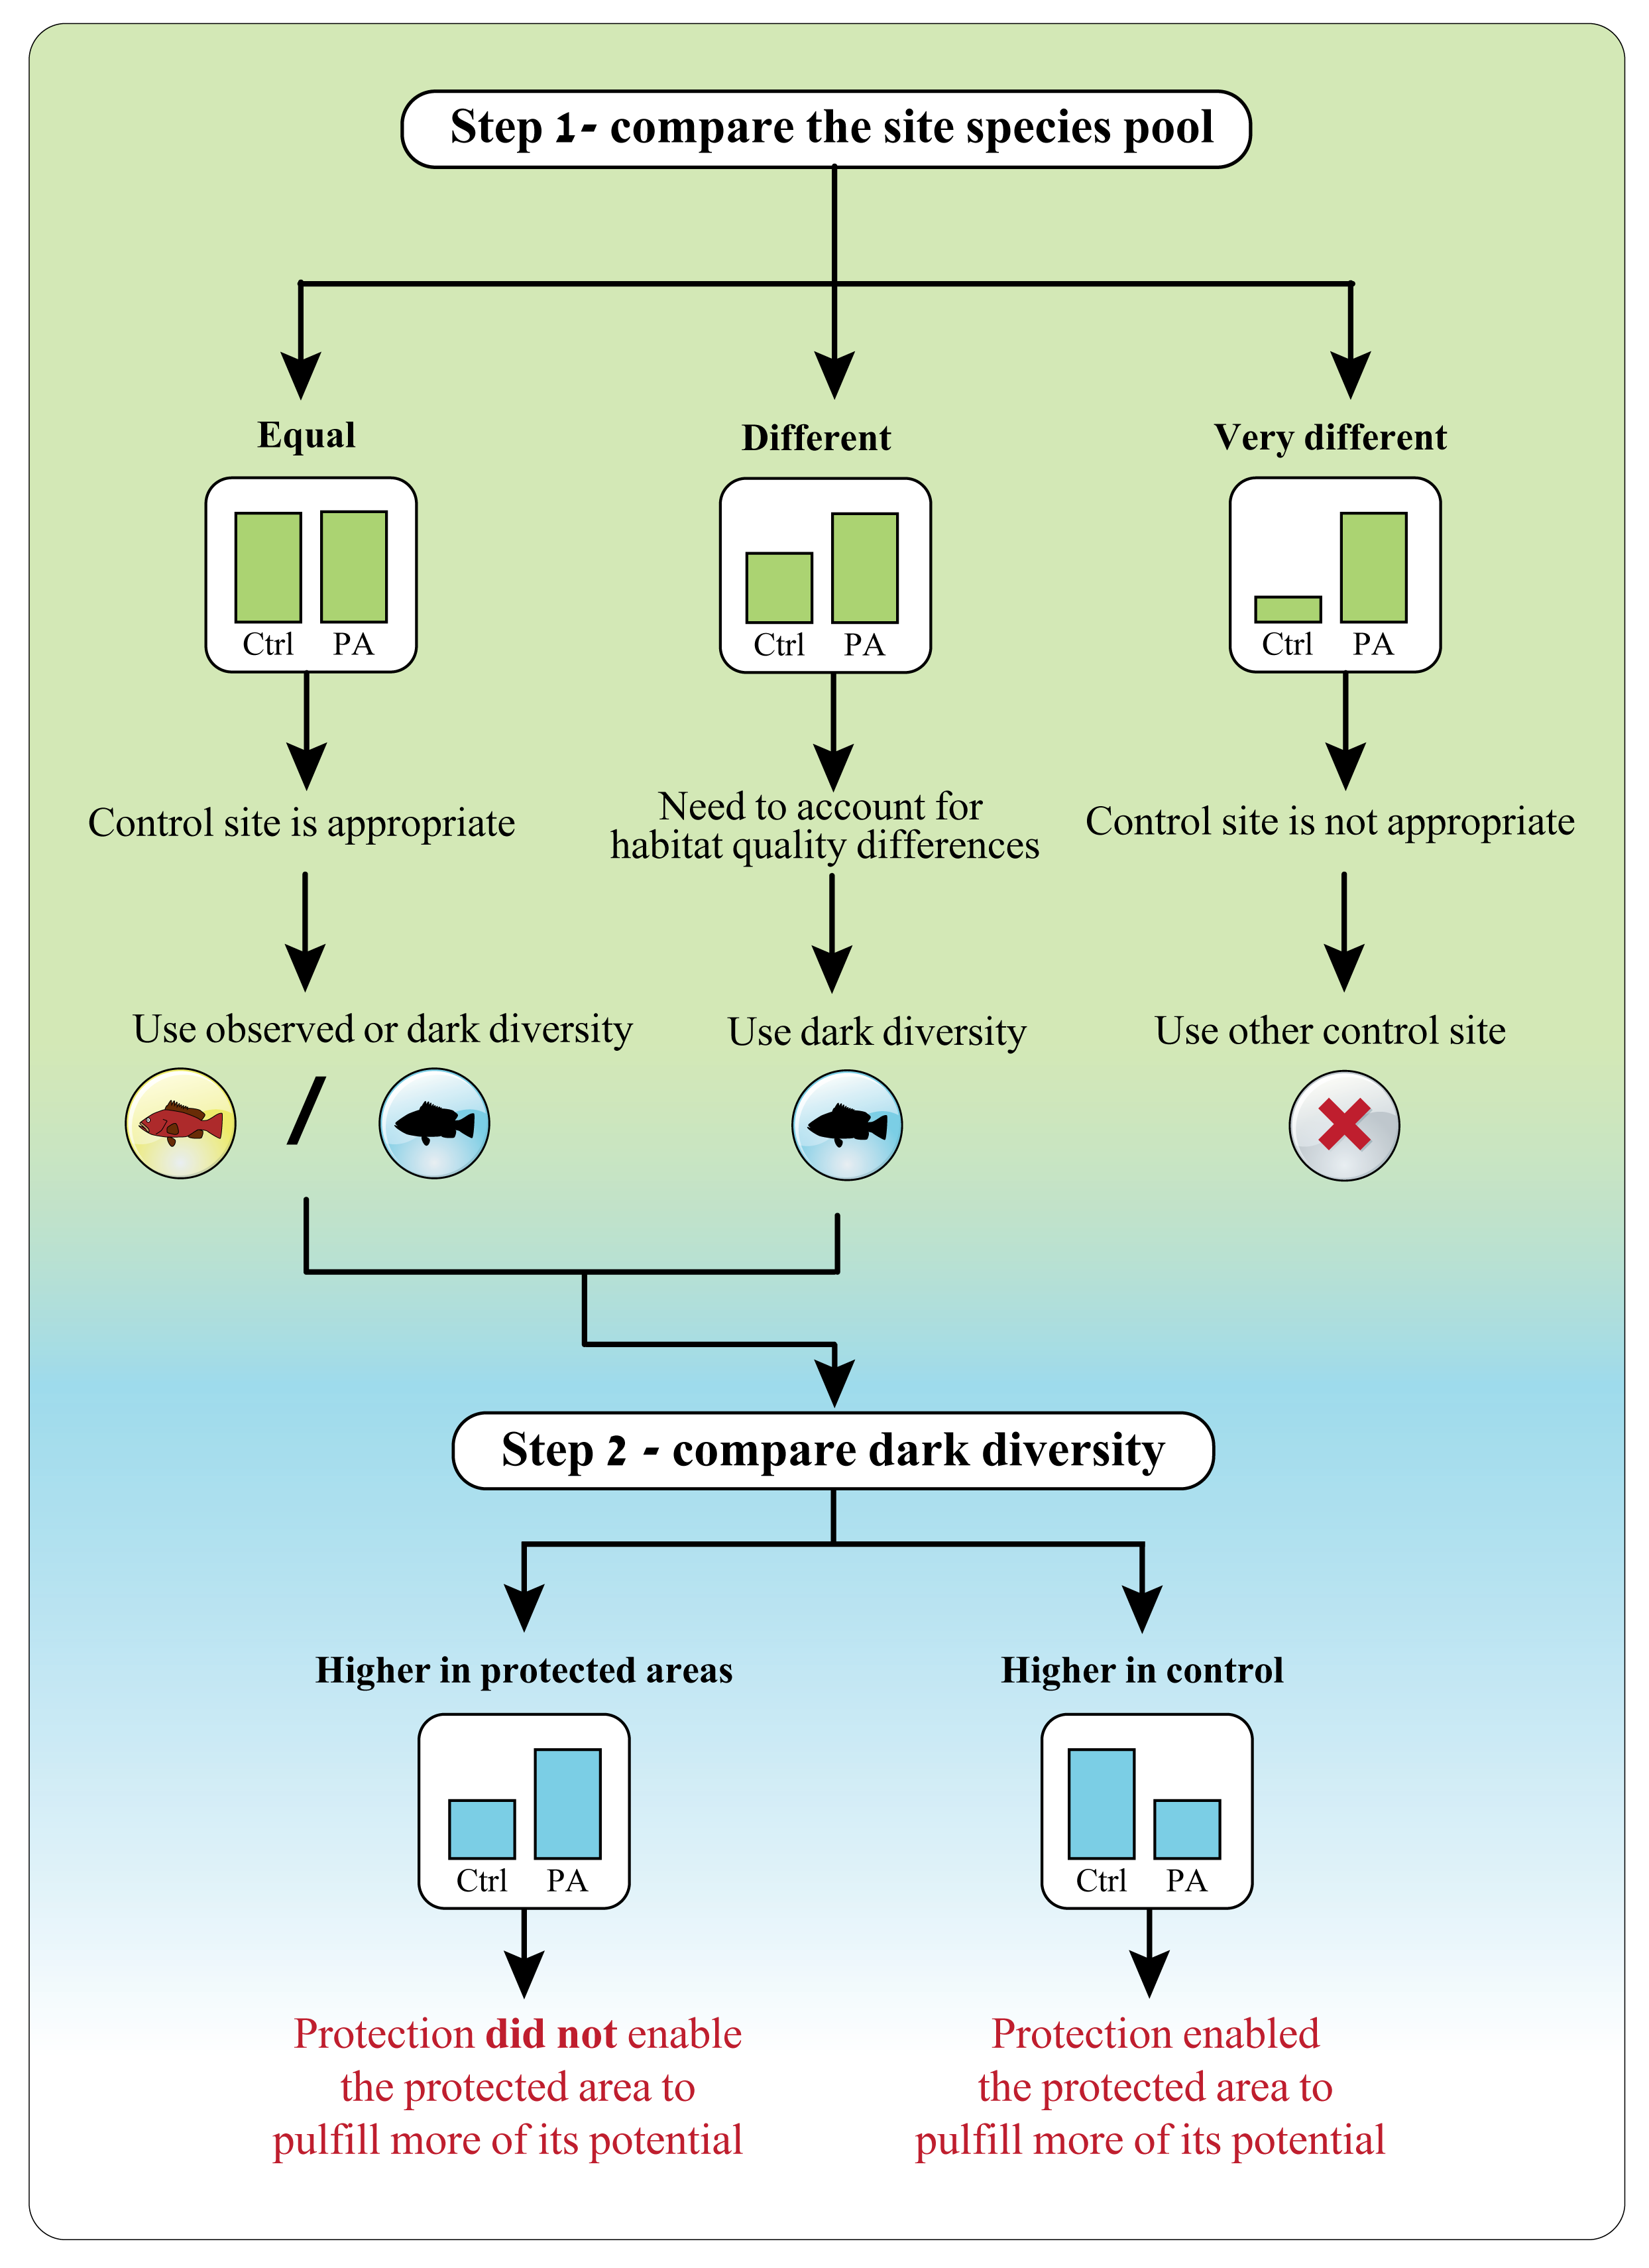 Step 1- compare the site species pool
Equal
Different
Very different
Ctrl PA
Ctrl PA
Ctrl PA
Control site is appropriate
Need to account for
habitat quality differences
Control site is not appropriate
Use observed or dark diversity
Use dark diversity
Use other control site
/
Step 2 - compare dark diversity
Higher in protected areas
Higher in control
Ctrl PA
Ctrl PA
Protection did not enable
the protected area to
pulfill more of its potential
Protection enabled
the protected area to
pulfill more of its potential